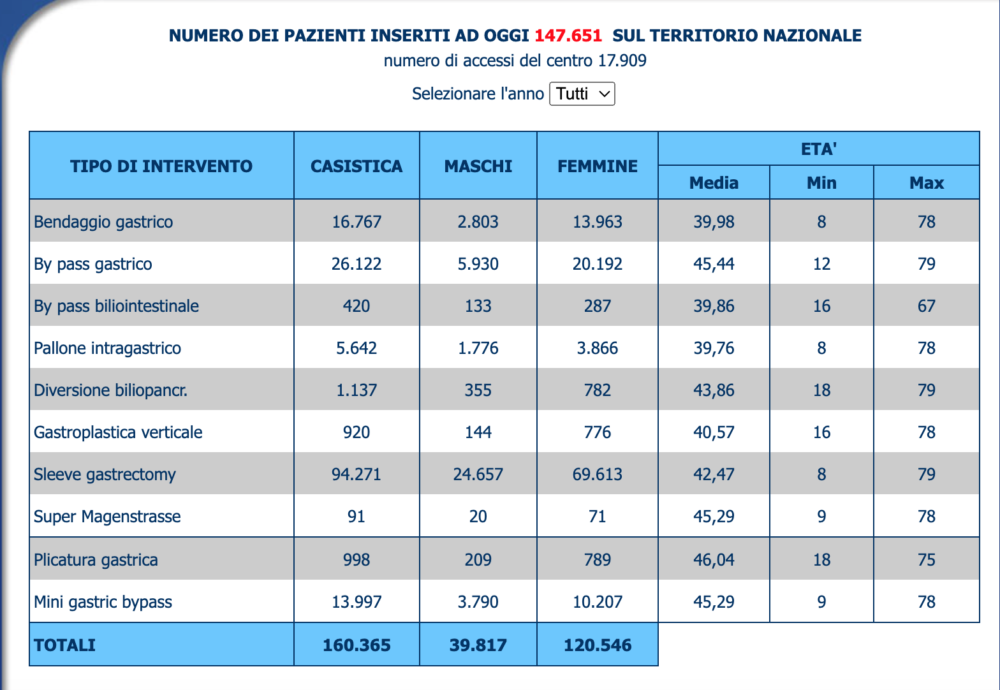 NUMERO DEI PAZIENTI INSERITI AD OGGI 147.651 SUL TERRITORIO NAZIONALE
numero di accessi del centro 17.909
Selezionare l'anno Tutti
TIPO DI INTERVENTO CASISTICA MASCHI FEMMINE ETA'
Media Min Max
Bendaggio gastrico 16.767 2.803 13.963 39,98 8 78
By pass gastrico 26.122 5.930 20.192 45,44 12 79
By pass biliointestinale 420 133 287 39,86 16 67
Pallone intragastrico 5.642 1.776 3.866 39,76 8 78
Diversione biliopancr. 1.137 355 782 43,86 18 79
Gastroplastica verticale 920 144 776 40,57 16 78
Sleeve gastrectomy 94.271 24.657 69.613 42,47 8 79
Super Magenstrasse 91 20 71 45,29 9 78
Plicatura gastrica 998 209 789 46,04 18 75
Mini gastric bypass 13.997 3.790 10.207 45,29 9 78
TOTALI 160.365 39.817 120.546